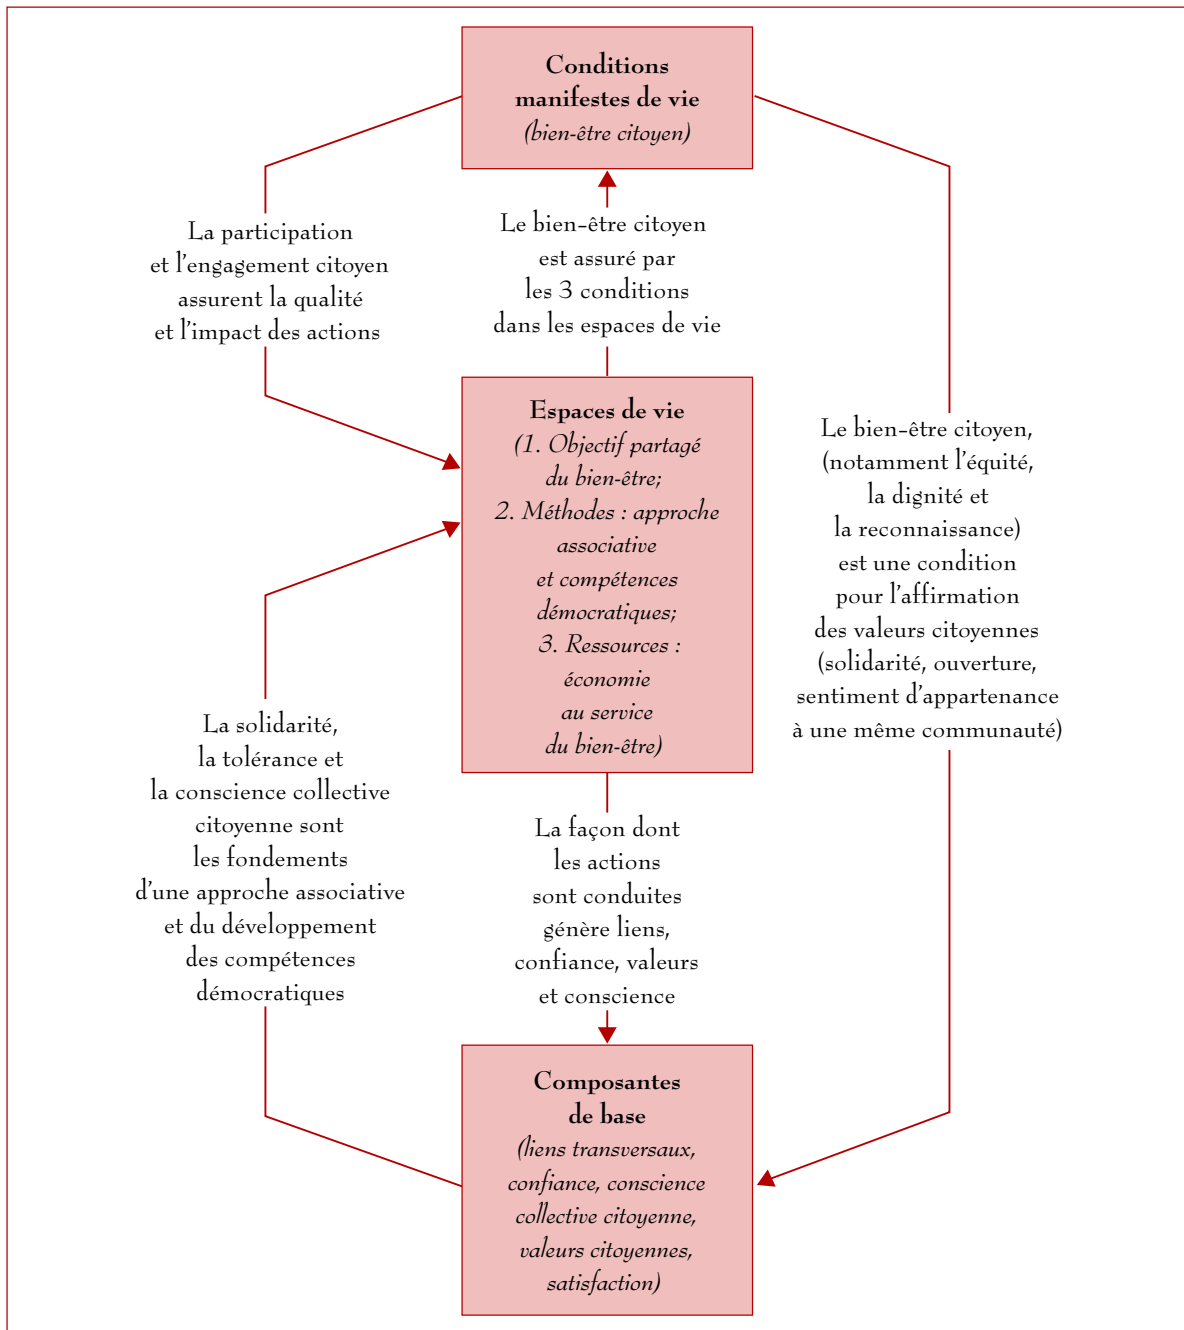 Conditions
manifestes de vie
(bien-être citoyen)
La participation
et l'engagement citoyen
assurent la qualité
et l'impact des actions
Le bien-être citoyen
est assuré par
les 3 conditions
dans les espaces de vie
Espaces de vie
(1. Objectif partagé
du bien-être;
2. Méthodes : approche
associative
et compétences
démocratiques;
3. Ressources :
économie
au service
du bien-être)
Le bien-être citoyen,
(notamment l'équité,
la dignité et
la reconnaissance)
est une condition
pour l'affirmation
des valeurs citoyennes
(solidarité, ouverture,
sentiment d'appartenance
à une même communauté)
La solidarité,
la tolérance et
la conscience collective
citoyenne sont
les fondements
d'une approche associative
et du développement
des compétences
démocratiques
La façon dont
les actions
sont conduites
génère liens,
confiance, valeurs
et conscience
Composantes
de base
(liens transversaux,
confiance, conscience
collective citoyenne,
valeurs citoyennes,
satisfaction)